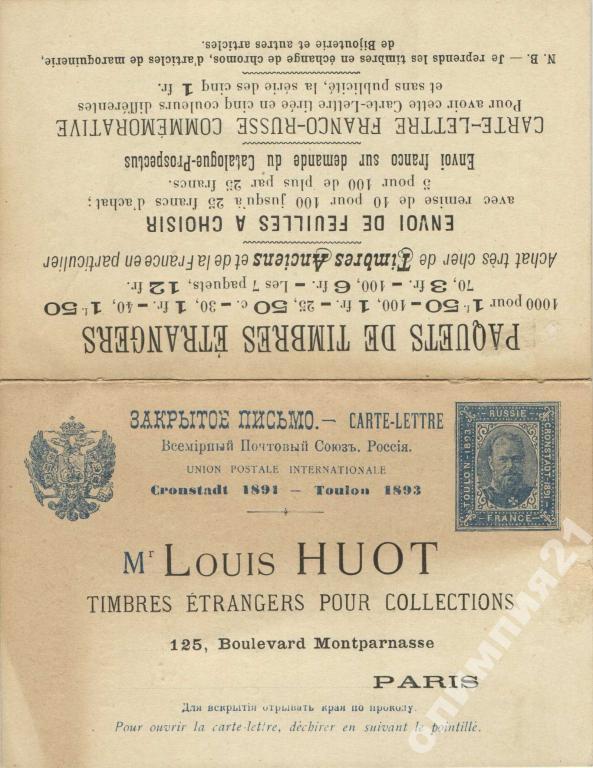 PAQUETS DE TIMBRES ÉTRANGERS
1000 pour 1f.50 — 100, 1 fr. — 25, 50 c. — 30, 1 fr. — 40, 1f.50
70, 3 fr. — 100, 6 fr. — Les 7 paquets, 12 fr.
Achat très cher de Timbres Anciens et de la France en particulier
ENVOI DE FEUILLES A CHOISIR
avec remise de 10 pour 100 jusqu'à 25 francs d'achat;
5 pour 100 de plus par 25 francs.
Envoi franco sur demande du Catalogue-Prospectus
CARTE-LETTRE FRANCO-RUSSE COMMÉMORATIVE
Pour avoir cette Carte-Lettre tirée en cinq couleurs différentes
et sans publicité, la série des cinq 1 fr.
N. B. — Je reprends les timbres en échange de chromos, d'articles de maroquinerie,
de Bijouterie et autres articles.
ЗАКРЫТОЕ ПИСЬМО. — CARTE-LETTRE
Всемірный Почтовый Союзъ. Россія.
UNION POSTALE INTERNATIONALE
Cronstadt 1891 — Toulon 1893
RUSSIE
TOULON-1893
CRONSTADT-1891
FRANCE
Mr LOUIS HUOT
TIMBRES ÉTRANGERS POUR COLLECTIONS
125, Boulevard Montparnasse
PARIS
Для вскрытія отрывать края по проколу.
Pour ouvrir la carte-lettre, déchirer en suivant le pointillé.
олимпия21